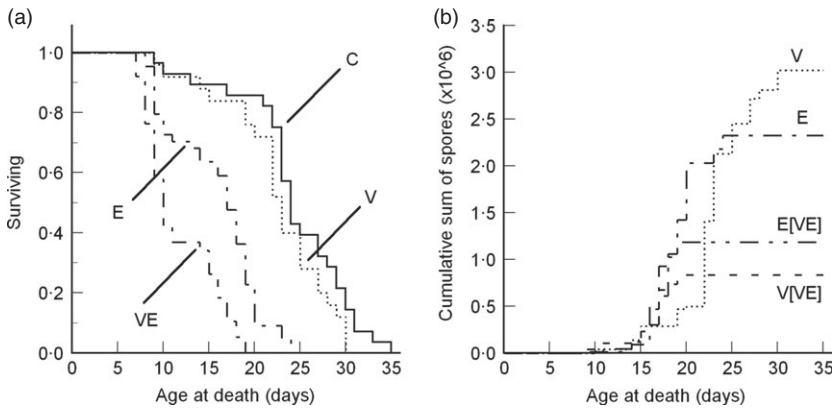 (a)
1·0
0·8
0·6
0·4
0·2
0·0
Surviving
C
E
V
VE
0 5 10 15 20 25 30 35
Age at death (days)
(b)
3·5
3·0
2·5
2·0
1·5
1·0
0·5
0·0
Cumulative sum of spores (x10^6)
V
E
E[VE]
V[VE]
0 5 10 15 20 25 30 35
Age at death (days)